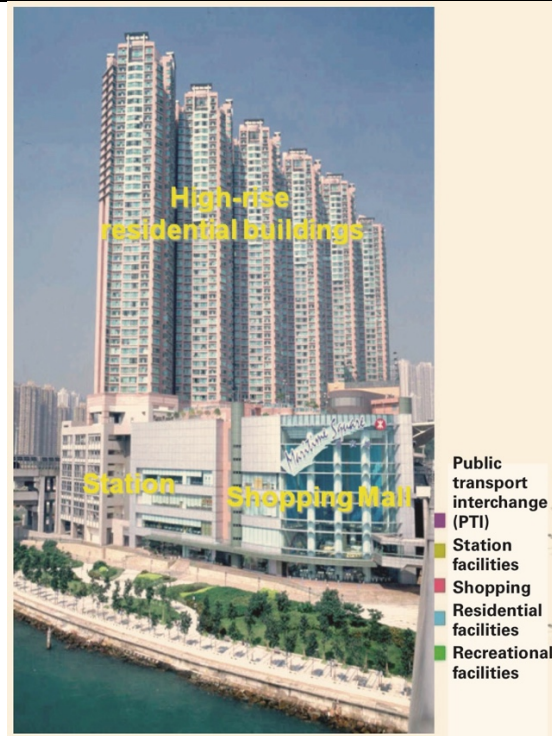 High-rise
residential buildings
Maritime Square
Station
Shopping Mall
Public
transport
interchange
(PTI)
Station
facilities
Shopping
Residential
facilities
Recreational
facilities